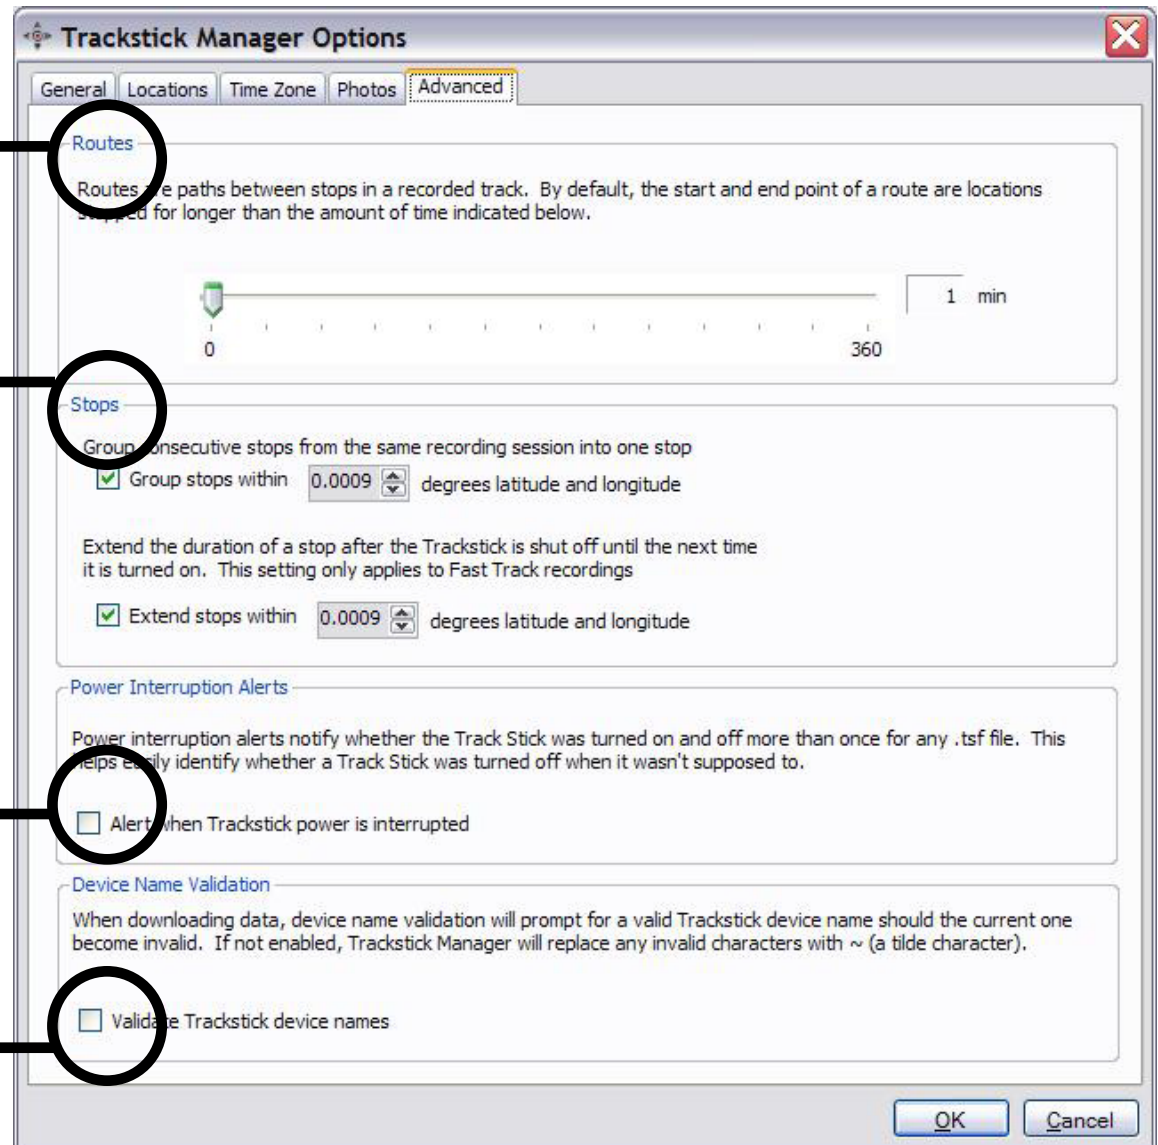 Trackstick Manager Options
General Locations Time Zone Photos Advanced
Routes
Routes are paths between stops in a recorded track. By default, the start and end point of a route are locations
stopped for longer than the amount of time indicated below.
1 min
0 360
Stops
Group consecutive stops from the same recording session into one stop
Group stops within 0.0009 degrees latitude and longitude
Extend the duration of a stop after the Trackstick is shut off until the next time
it is turned on. This setting only applies to Fast Track recordings
Extend stops within 0.0009 degrees latitude and longitude
Power Interruption Alerts
Power interruption alerts notify whether the Track Stick was turned on and off more than once for any .tsf file. This
helps easily identify whether a Track Stick was turned off when it wasn't supposed to.
Alert when Trackstick power is interrupted
Device Name Validation
When downloading data, device name validation will prompt for a valid Trackstick device name should the current one
become invalid. If not enabled, Trackstick Manager will replace any invalid characters with ~ (a tilde character).
Validate Trackstick device names
OK Cancel